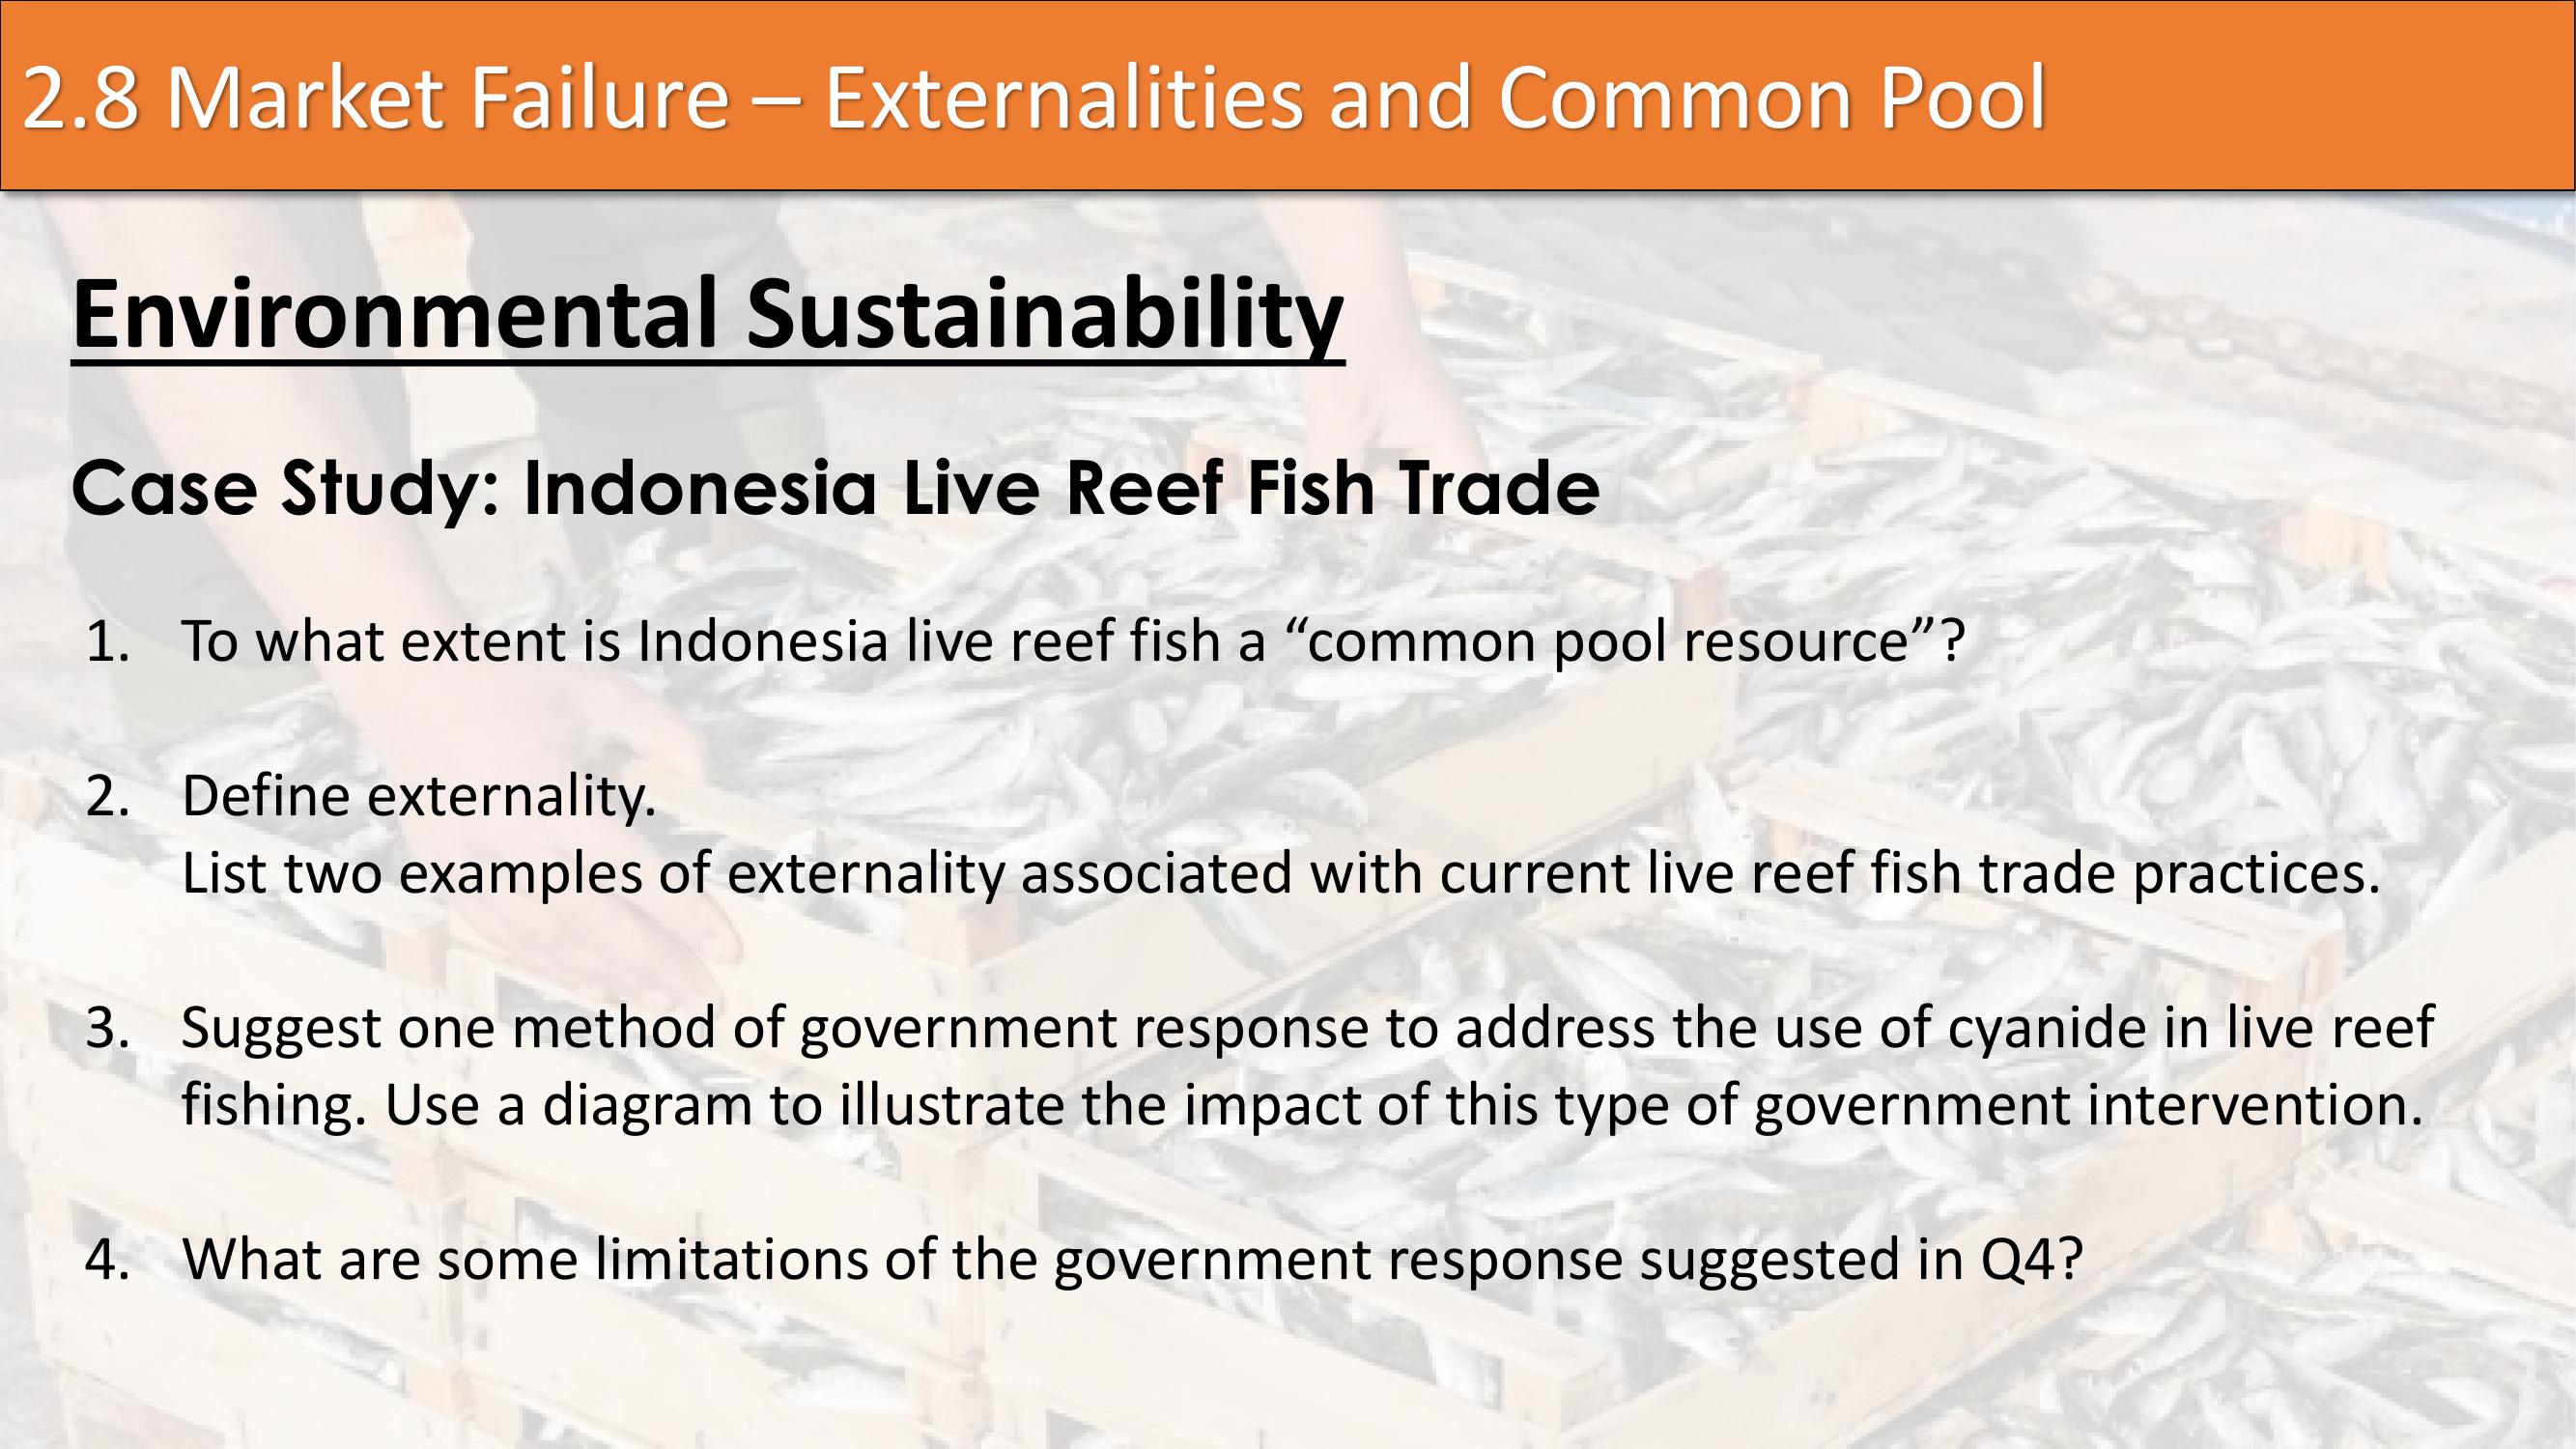 2.8 Market Failure – Externalities and Common Pool
Environmental Sustainability
Case Study: Indonesia Live Reef Fish Trade
1. To what extent is Indonesia live reef fish a “common pool resource”?
2. Define externality.
List two examples of externality associated with current live reef fish trade practices.
3. Suggest one method of government response to address the use of cyanide in live reef
fishing. Use a diagram to illustrate the impact of this type of government intervention.
4. What are some limitations of the government response suggested in Q4?